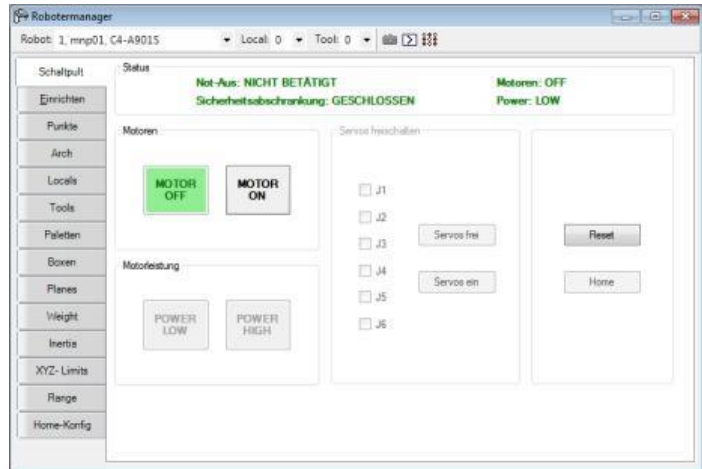 Robotermanager
Robot: 1, mnp01, C4-A901S Local: 0 Tool: 0
Schaltpult
Einrichten
Punkte
Arch
Locals
Tools
Paletten
Boxen
Planes
Weight
Inertia
XYZ- Limits
Range
Home-Konfig
Status
Not-Aus: NICHT BETÄTIGT
Motoren: OFF
Sicherheitsabschrankung: GESCHLOSSEN
Power: LOW
Motoren
MOTOR
OFF
MOTOR
ON
Motorleistung
POWER
LOW
POWER
HIGH
Servos freischalten
J1
J2
J3
J4
J5
J6
Servos frei
Servos ein
Reset
Home